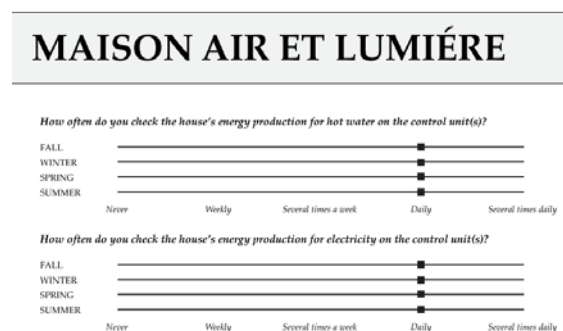 MAISON AIR ET LUMIÉRE
How often do you check the house's energy production for hot water on the control unit(s)?
FALL
WINTER
SPRING
SUMMER
Never Weekly Several times a week Daily Several times daily
How often do you check the house's energy production for electricity on the control unit(s)?
FALL
WINTER
SPRING
SUMMER
Never Weekly Several times a week Daily Several times daily